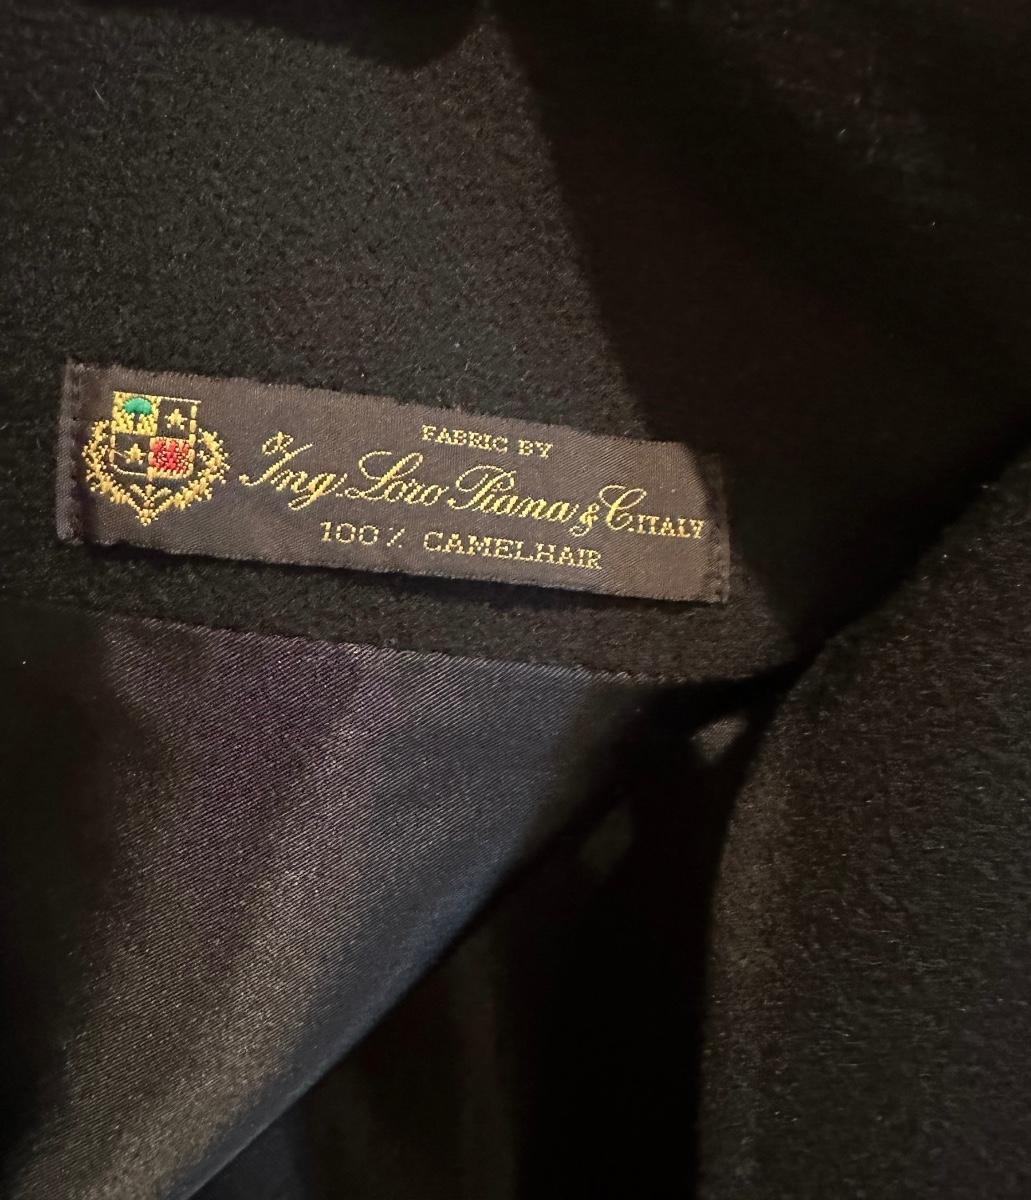 FABRIC BY
Ing. Loro Piana & C. ITALY
100% CAMELHAIR